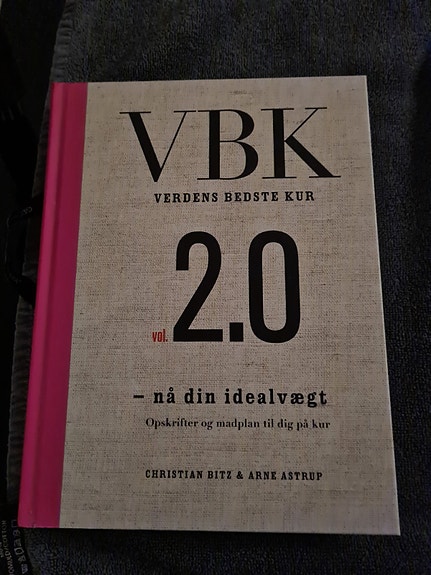 VBK
VERDENS BEDSTE KUR
vol. 2.0
– nå din idealvægt
Opskrifter og madplan til dig på kur
CHRISTIAN BITZ & ARNE ASTRUP